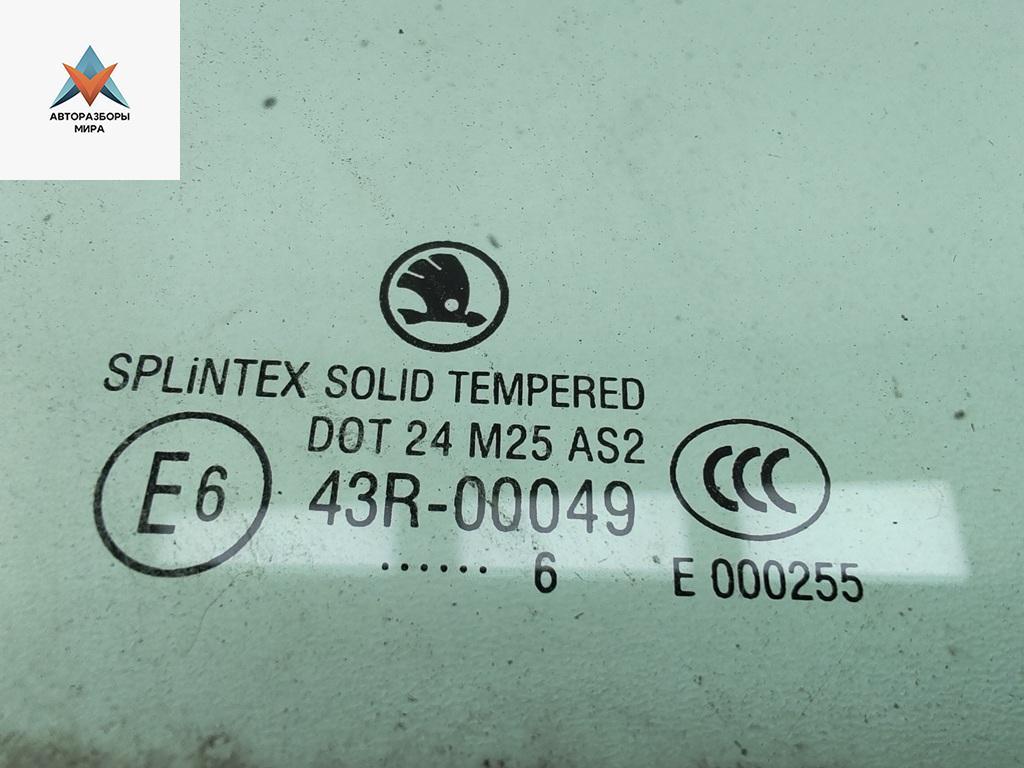 АВТОРАЗБОРЫ
МИРА
SPLiNTEX SOLID TEMPERED
DOT 24 M25 AS2
E6
43R-00049
CCC
...... 6
E 000255